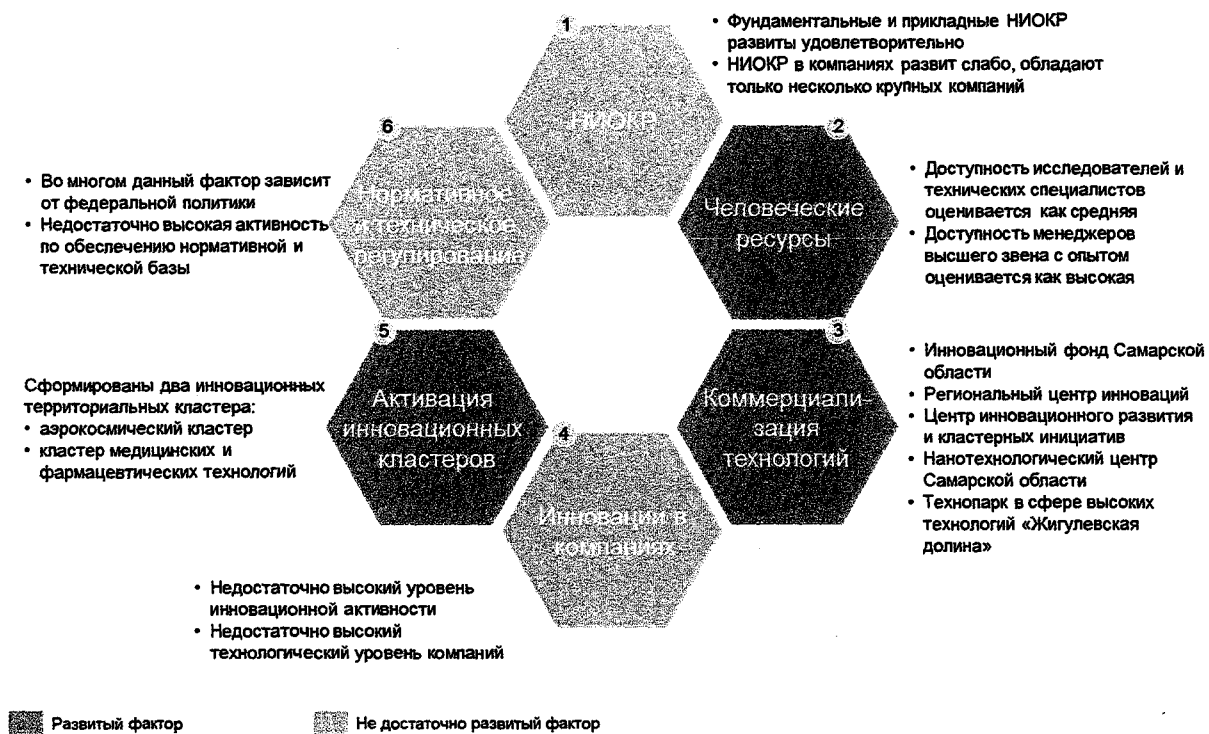 1
НИОКР
• Фундаментальные и прикладные НИОКР
развиты удовлетворительно
• НИОКР в компаниях развит слабо, обладают
только несколько крупных компаний
2
Человеческие
ресурсы
• Доступность исследователей и
технических специалистов
оценивается как средняя
• Доступность менеджеров
высшего звена с опытом
оценивается как высокая
3
Коммерциали-
зация
технологий
• Инновационный фонд Самарской
области
• Региональный центр инноваций
• Центр инновационного развития
и кластерных инициатив
• Нанотехнологический центр
Самарской области
• Технопарк в сфере высоких
технологий «Жигулевская
долина»
4
Инновации в
компаниях
• Недостаточно высокий уровень
инновационной активности
• Недостаточно высокий
технологический уровень компаний
5
Активация
инновационных
кластеров
Сформированы два инновационных
территориальных кластера:
• аэрокосмический кластер
• кластер медицинских и
фармацевтических технологий
6
Нормативное
и техническое
регулирование
• Во многом данный фактор зависит
от федеральной политики
• Недостаточно высокая активность
по обеспечению нормативной и
технической базы
Развитый фактор
Не достаточно развитый фактор